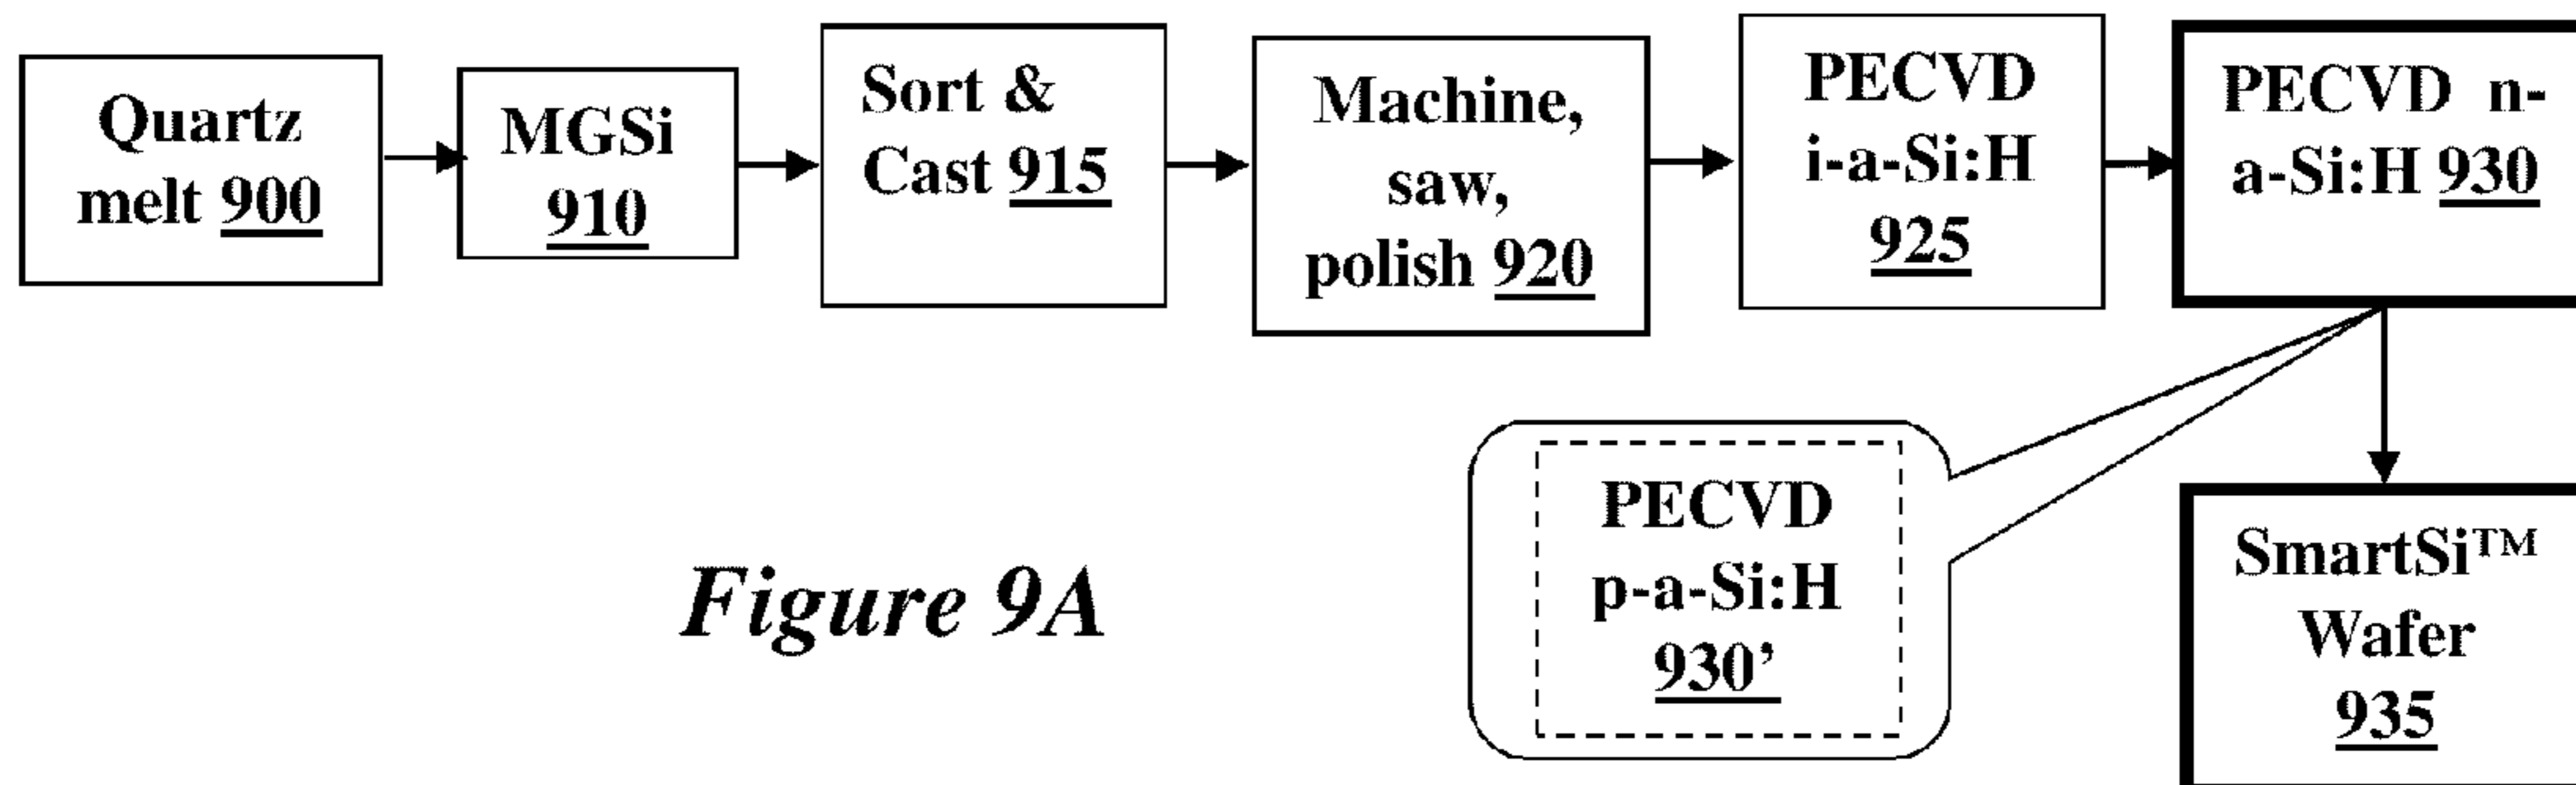 Quartz
melt 900
MGSi
910
Sort &
Cast 915
Machine,
saw,
polish 920
PECVD
i-a-Si:H
925
PECVD n-
a-Si:H 930
PECVD
p-a-Si:H
930’
SmartSi™
Wafer
935
Figure 9A